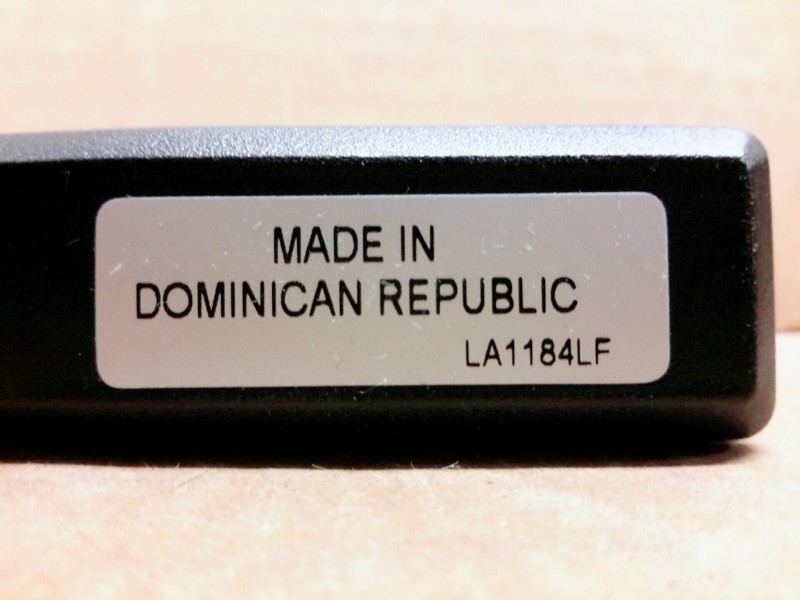 MADE IN
DOMINICAN REPUBLIC
LA1184LF